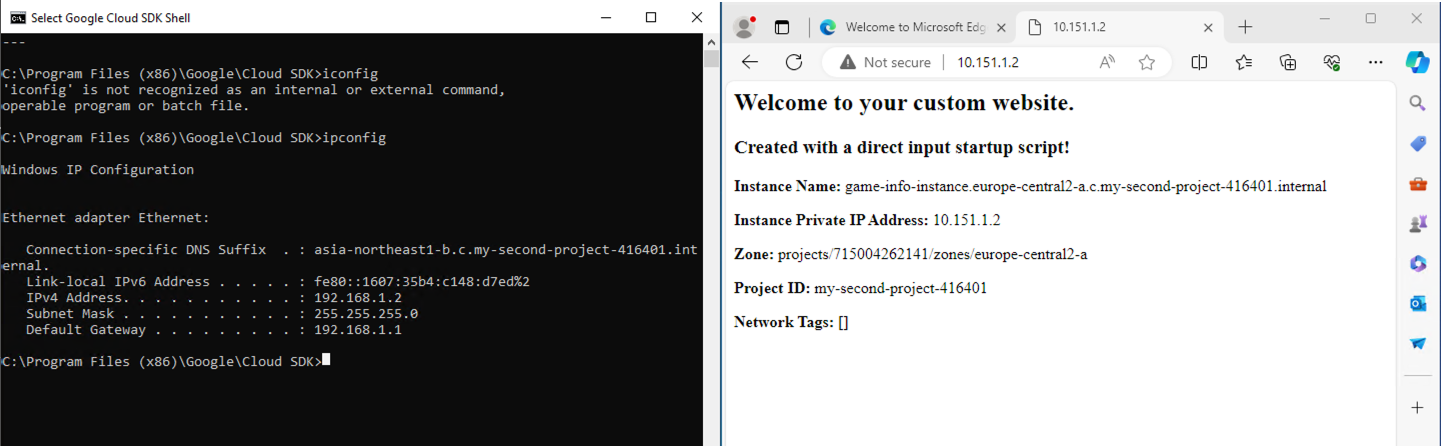 Select Google Cloud SDK Shell
---
C:\Program Files (x86)\Google\Cloud SDK>iconfig
'iconfig' is not recognized as an internal or external command,
operable program or batch file.
C:\Program Files (x86)\Google\Cloud SDK>ipconfig
Windows IP Configuration
Ethernet adapter Ethernet:
Connection-specific DNS Suffix  . : asia-northeast1-b.c.my-second-project-416401.int
ernal.
Link-local IPv6 Address . . . . . : fe80::1607:35b4:c148:d7ed%2
IPv4 Address. . . . . . . . . . . : 192.168.1.2
Subnet Mask . . . . . . . . . . . : 255.255.255.0
Default Gateway . . . . . . . . . : 192.168.1.1
C:\Program Files (x86)\Google\Cloud SDK>
Welcome to Microsoft Edg
10.151.1.2
Not secure | 10.151.1.2
Welcome to your custom website.
Created with a direct input startup script!
Instance Name: game-info-instance.europe-central2-a.c.my-second-project-416401.internal
Instance Private IP Address: 10.151.1.2
Zone: projects/715004262141/zones/europe-central2-a
Project ID: my-second-project-416401
Network Tags: []